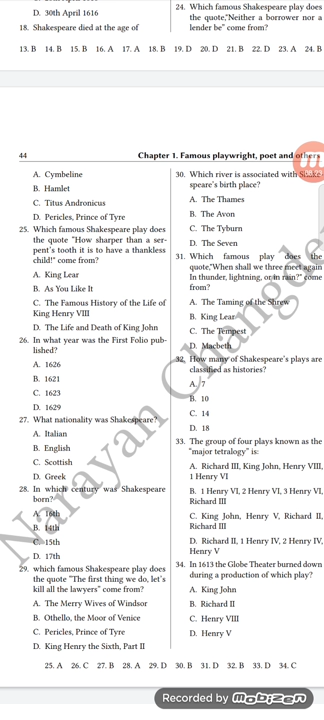 D. 30th April 1616
18. Shakespeare died at the age of
24. Which famous Shakespeare play does
the quote,"Neither a borrower nor a
lender be" come from?
13. B 14. B 15. B 16. A 17. A 18. B 19. D 20. D 21. B 22. D 23. A 24. B
44
Chapter 1. Famous playwright, poet and others
A. Cymbeline
B. Hamlet
C. Titus Andronicus
D. Pericles, Prince of Tyre
25. Which famous Shakespeare play does
the quote "How sharper than a ser-
pent's tooth it is to have a thankless
child!" come from?
A. King Lear
B. As You Like It
C. The Famous History of the Life of
King Henry VIII
D. The Life and Death of King John
26. In what year was the First Folio pub-
lished?
A. 1626
B. 1621
C. 1623
D. 1629
27. What nationality was Shakespeare?
A. Italian
B. English
C. Scottish
D. Greek
28. In which century was Shakespeare
born?
A. 16th
B. 14th
C. 15th
D. 17th
29. which famous Shakespeare play does
the quote "The first thing we do, let's
kill all the lawyers" come from?
A. The Merry Wives of Windsor
B. Othello, the Moor of Venice
C. Pericles, Prince of Tyre
D. King Henry the Sixth, Part II
30. Which river is associated with Shake-
speare's birth place?
A. The Thames
B. The Avon
C. The Tyburn
D. The Seven
31. Which famous play does the
quote,"When shall we three meet again
In thunder, lightning, or in rain?" come
from?
A. The Taming of the Shrew
B. King Lear
C. The Tempest
D. Macbeth
32. How many of Shakespeare's plays are
classified as histories?
A. 7
B. 10
C. 14
D. 18
33. The group of four plays known as the
"major tetralogy" is:
A. Richard III, King John, Henry VIII,
1 Henry VI
B. 1 Henry VI, 2 Henry VI, 3 Henry VI,
Richard III
C. King John, Henry V, Richard II,
Richard III
D. Richard II, 1 Henry IV, 2 Henry IV,
Henry V
34. In 1613 the Globe Theater burned down
during a production of which play?
A. King John
B. Richard II
C. Henry VIII
D. Henry V
25. A 26. C 27. B 28. A 29. D 30. B 31. D 32. B 33. D 34. C
Narayan Changder
Recorded by Mobizen